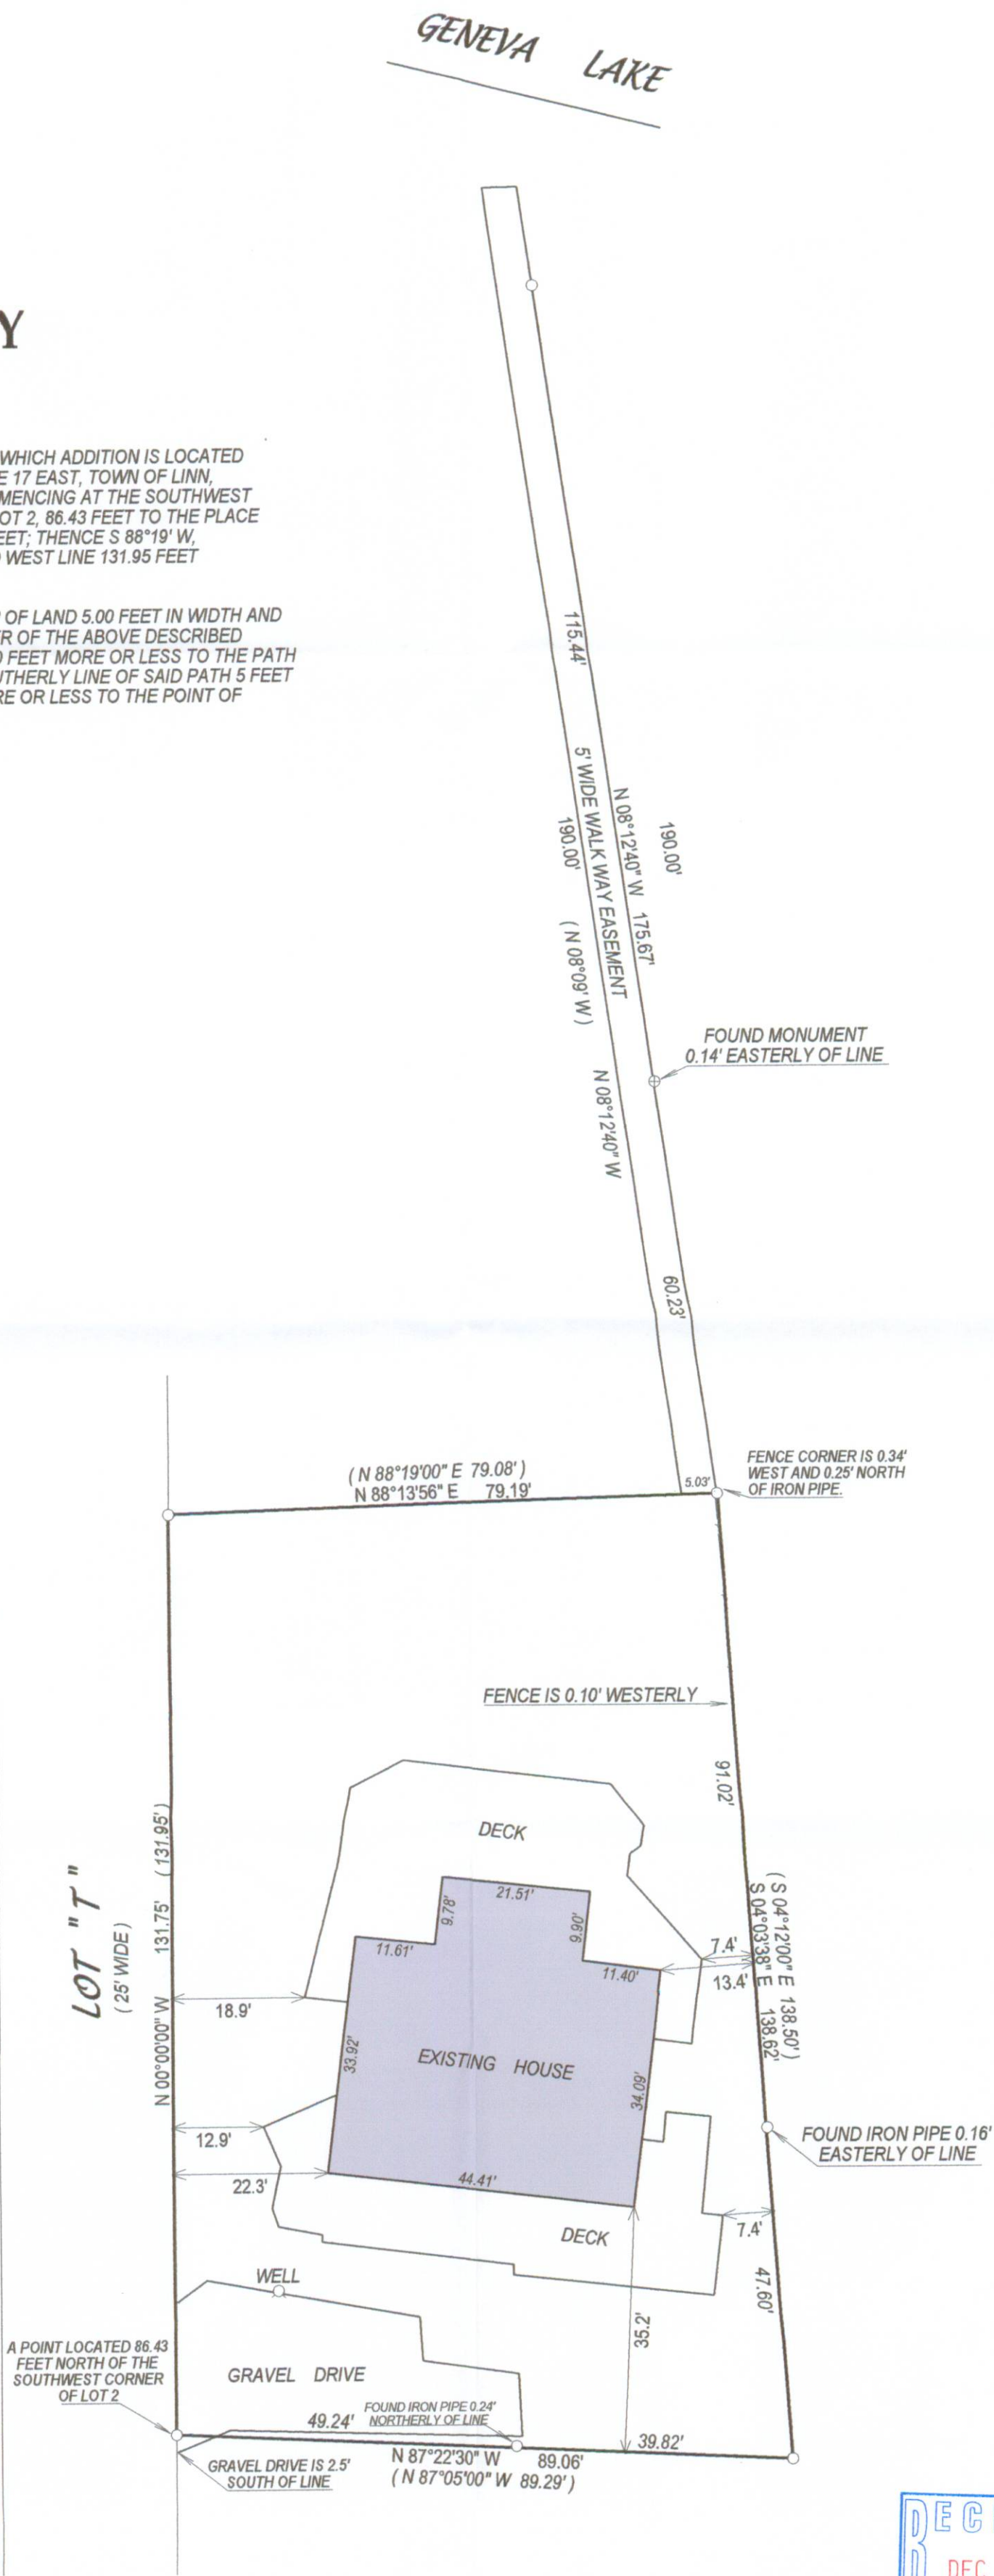 GENEVA LAKE
Y
WHICH ADDITION IS LOCATED
E 17 EAST, TOWN OF LINN,
MENCING AT THE SOUTHWEST
OT 2, 86.43 FEET TO THE PLACE
EET; THENCE S 88°19' W,
WEST LINE 131.95 FEET
OF LAND 5.00 FEET IN WIDTH AND
R OF THE ABOVE DESCRIBED
FEET MORE OR LESS TO THE PATH
UTHERLY LINE OF SAID PATH 5 FEET
RE OR LESS TO THE POINT OF
115.44'
5' WIDE WALK WAY EASEMENT
N 08°12'40" W 175.67'
190.00'
190.00'
( N 08°09' W )
N 08°12'40" W
FOUND MONUMENT
0.14' EASTERLY OF LINE
60.23'
( N 88°19'00" E 79.08' )
N 88°13'56" E 79.19'
5.03'
FENCE CORNER IS 0.34'
WEST AND 0.25' NORTH
OF IRON PIPE.
FENCE IS 0.10' WESTERLY
91.02'
DECK
21.51'
9.78'
9.90'
11.61'
11.40'
7.4'
13.4'
( S 04°12'00" E 138.50' )
S 04°03'38" E 138.62'
LOT "T"
( 25' WIDE )
N 00°00'00" W 131.75' ( 131.95' )
18.9'
33.92'
EXISTING HOUSE
34.09'
12.9'
22.3'
44.41'
FOUND IRON PIPE 0.16'
EASTERLY OF LINE
DECK
7.4'
47.60'
WELL
35.2'
A POINT LOCATED 86.43
FEET NORTH OF THE
SOUTHWEST CORNER
OF LOT 2
GRAVEL DRIVE
FOUND IRON PIPE 0.24'
NORTHERLY OF LINE
49.24'
39.82'
N 87°22'30" W 89.06'
( N 87°05'00" W 89.29' )
GRAVEL DRIVE IS 2.5'
SOUTH OF LINE
DEC